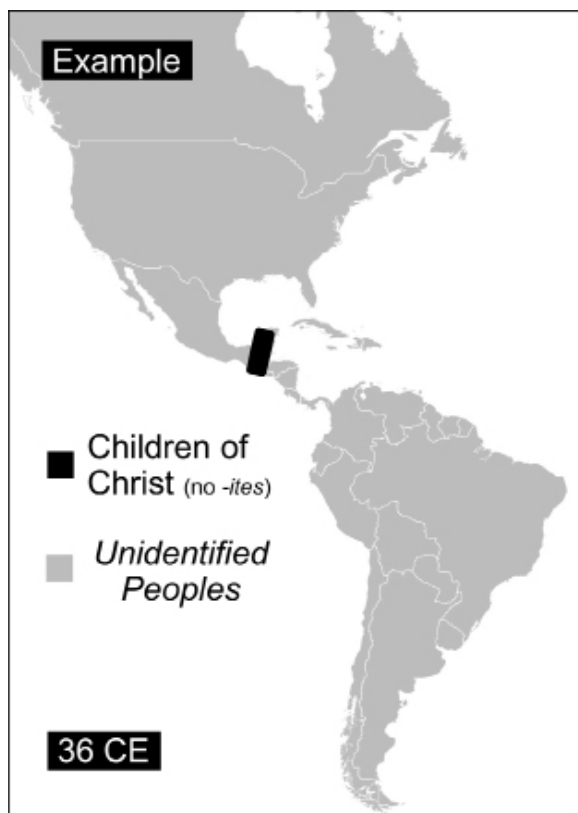 Example
Children of
Christ (no -ites)
Unidentified
Peoples
36 CE